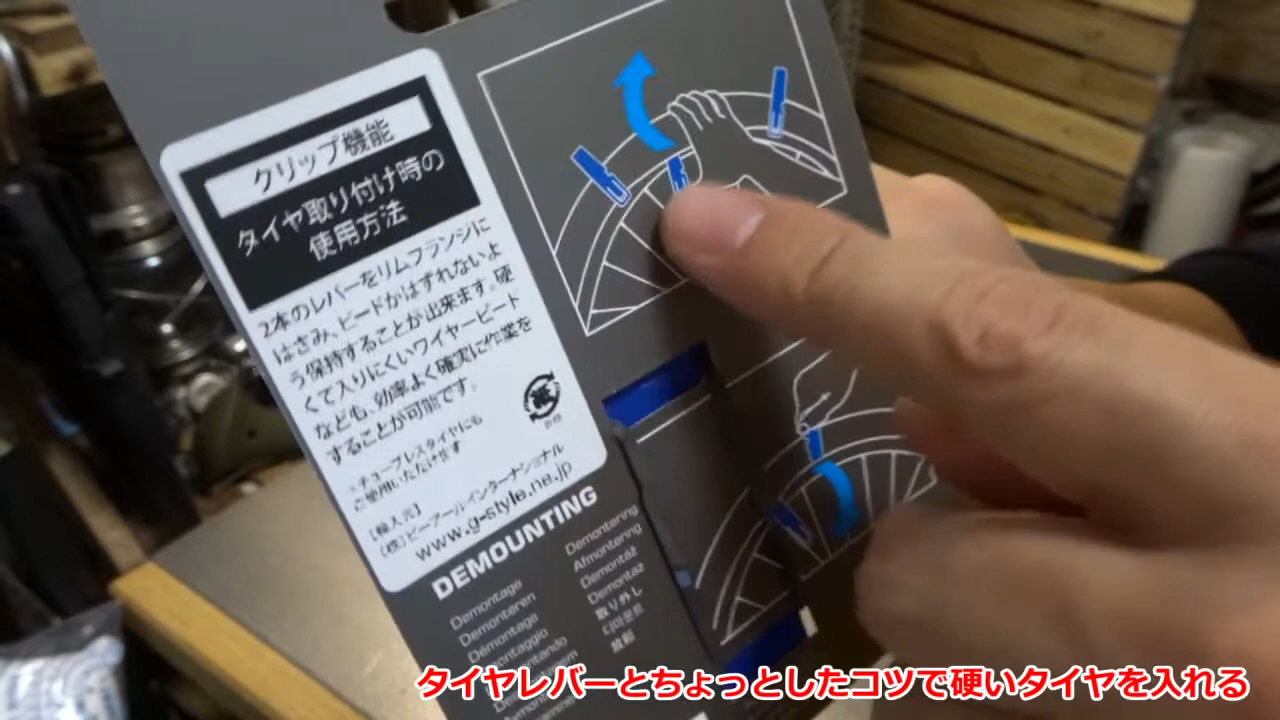 クリップ機能
タイヤ取り付け時の
使用方法
2本のレバーをリムフランジに
はさみ、ビードがはずれないよ
う保持することが出来ます。硬
くて入りにくいワイヤービート
なども、効率よく確実に作業を
することが可能です。
※チューブレスタイヤにも
ご使用いただけます
【輸入元】
(株)ピーアールインターナショナル
www.g-style.ne.jp
紙
DEMOUNTING
Demontage
Demonteren
Démontage
Demontering
Afmontering
Demontáž
Demontaż
取り外し
タイヤレバーとちょっとしたコツで硬いタイヤを入れる